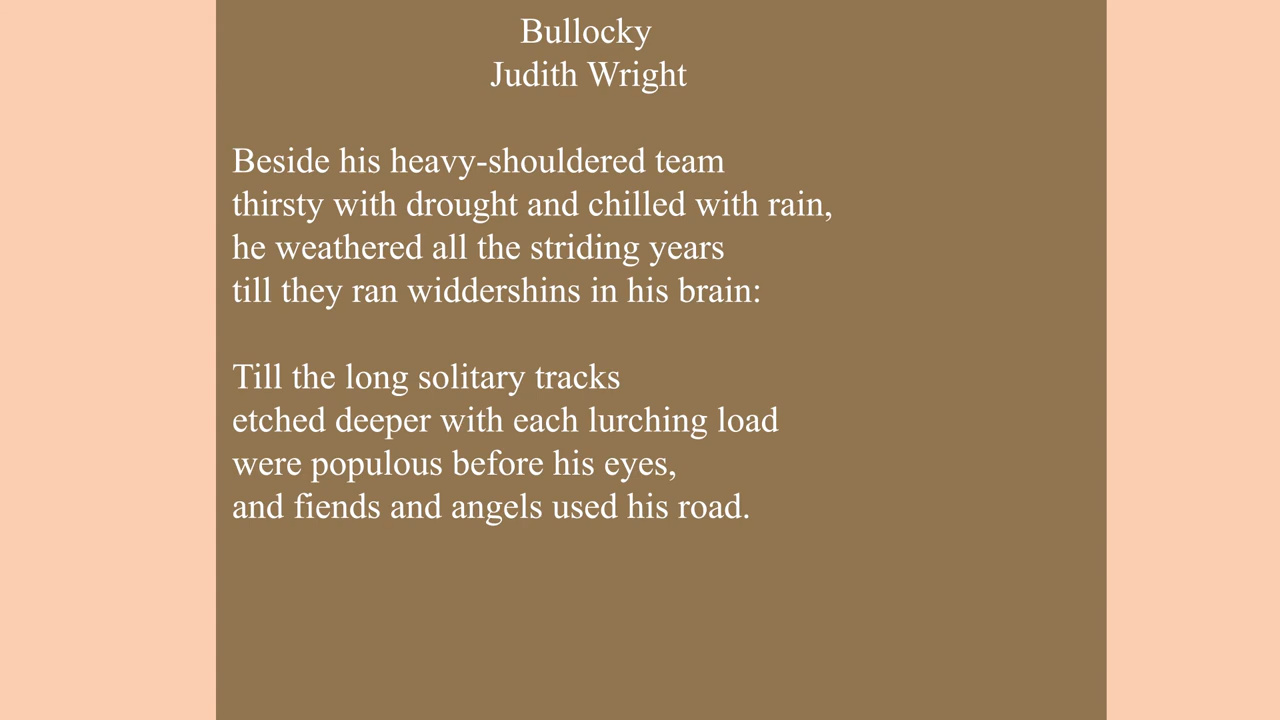 Bullocky
Judith Wright
Beside his heavy-shouldered team
thirsty with drought and chilled with rain,
he weathered all the striding years
till they ran widdershins in his brain:
Till the long solitary tracks
etched deeper with each lurching load
were populous before his eyes,
and fiends and angels used his road.